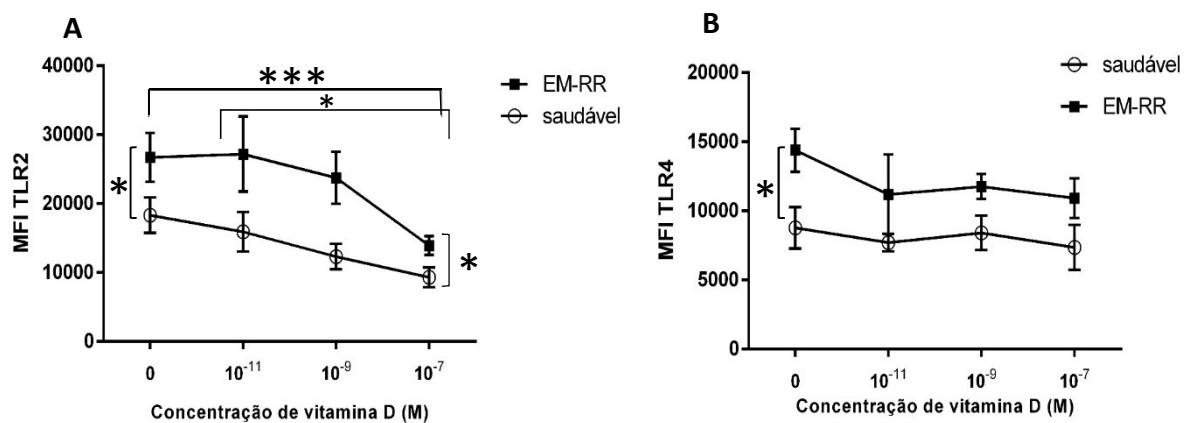 A
40000
30000
20000
10000
0
MFI TLR2
***
*
*
*
EM-RR
saudável
0
10⁻¹¹
10⁻⁹
10⁻⁷
Concentração de vitamina D (M)
B
20000
15000
10000
5000
0
MFI TLR4
*
saudável
EM-RR
0
10⁻¹¹
10⁻⁹
10⁻⁷
Concentração de vitamina D (M)